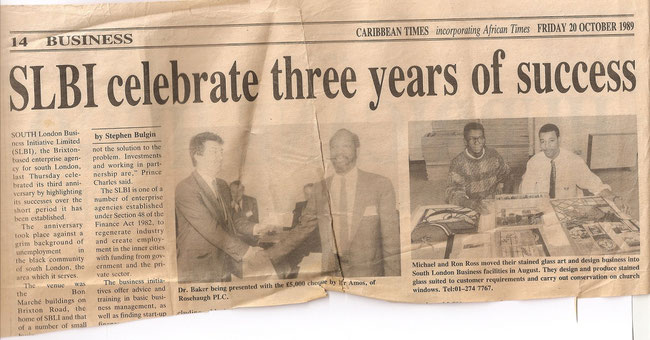 14 BUSINESS
CARIBBEAN TIMES incorporating African Times FRIDAY 20 OCTOBER 1989
SLBI celebrate three years of success
SOUTH London Busi-
ness Initiative Limited
(SLBI), the Brixton-
based enterprise agen-
cy for south London,
last Thursday cele-
brated its third anni-
versary by highlighting
its successes over the
short period it has
been established.
The anniversary
took place against a
grim background of
unemployment in
the black community
of south London, the
area which it serves.
The venue was
the Bon
Marché buildings on
Brixton Road, the
home of SLBI and that
of a number of small
by Stephen Bulgin
not the solution to the
problem. Investments
and working in part-
nership are," Prince
Charles said.
The SLBI is one of a
number of enterprise
agencies established
under Section 48 of the
Finance Act 1982, to
regenerate industry
and create employ-
ment in the inner cities
with funding from gov-
ernment and the pri-
vate sector
The business initia-
tives offer advice and
training in basic busi-
ness management, as
well as finding start-up
Dr. Baker being presented with the £5,000 cheque by Mr Amos, of
Rosehaugh PLC.
Michael and Ron Ross moved their stained glass art and design business into
South London Business facilities in August. They design and produce stained
glass suited to customer requirements and carry out conservation on church
windows. Tel:01-274 7767.